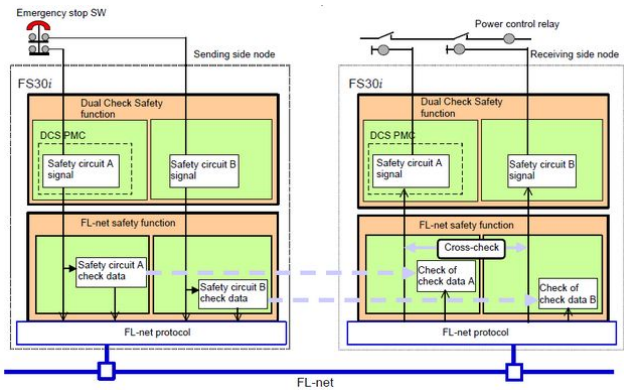 Emergency stop SW
Sending side node
FS30i
Dual Check Safety
function
DCS PMC
Safety circuit A
signal
Safety circuit B
signal
FL-net safety function
Safety circuit A
check data
Safety circuit B
check data
FL-net protocol
Power control relay
Receiving side node
FS30i
Dual Check Safety
function
DCS PMC
Safety circuit A
signal
Safety circuit B
signal
FL-net safety function
Cross-check
Check of
check data A
Check of
check data B
FL-net protocol
FL-net